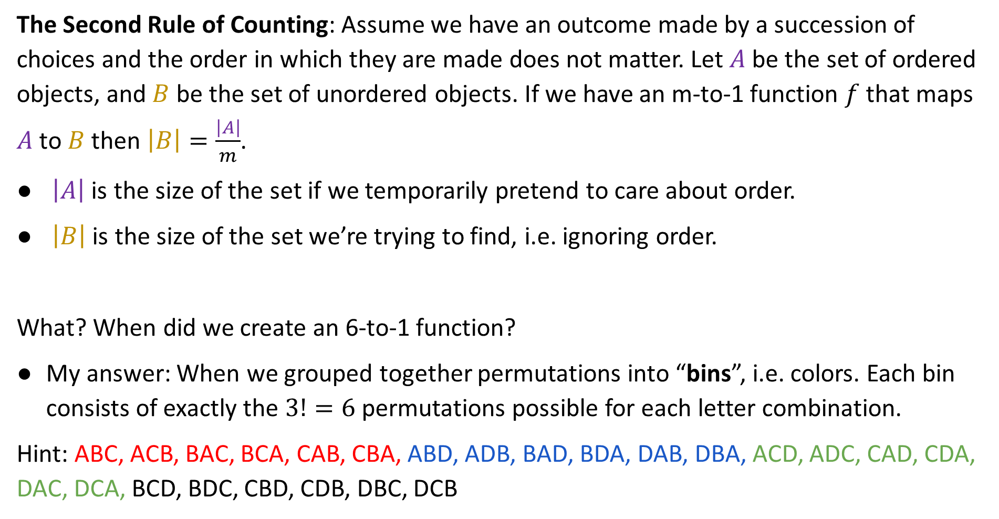 The Second Rule of Counting: Assume we have an outcome made by a succession of
choices and the order in which they are made does not matter. Let A be the set of ordered
objects, and B be the set of unordered objects. If we have an m-to-1 function f that maps
A to B then |B| = |A|/m.
● |A| is the size of the set if we temporarily pretend to care about order.
● |B| is the size of the set we’re trying to find, i.e. ignoring order.
What? When did we create an 6-to-1 function?
● My answer: When we grouped together permutations into “bins”, i.e. colors. Each bin
consists of exactly the 3! = 6 permutations possible for each letter combination.
Hint: ABC, ACB, BAC, BCA, CAB, CBA, ABD, ADB, BAD, BDA, DAB, DBA, ACD, ADC, CAD, CDA,
DAC, DCA, BCD, BDC, CBD, CDB, DBC, DCB